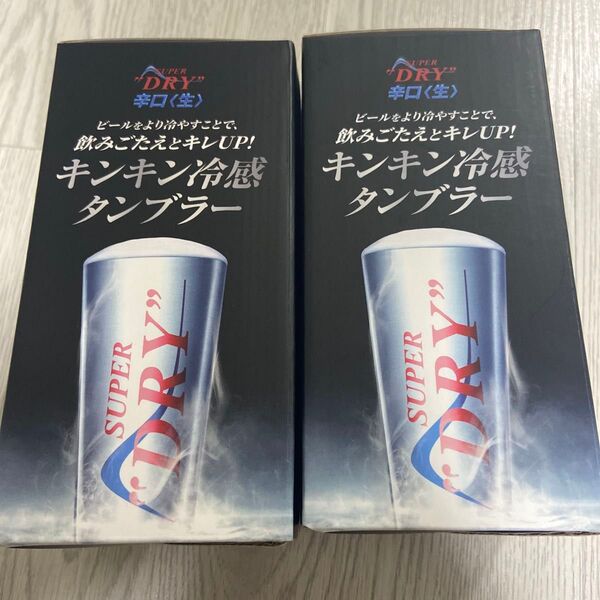 SUPER
"DRY"
辛口〈生〉
ビールをより冷やすことで、
飲みごたえとキレUP!
キンキン冷感
タンブラー
SUPER
"DRY"
SUPER
"DRY"
辛口〈生〉
ビールをより冷やすことで、
飲みごたえとキレUP!
キンキン冷感
タンブラー
SUPER
"DRY"